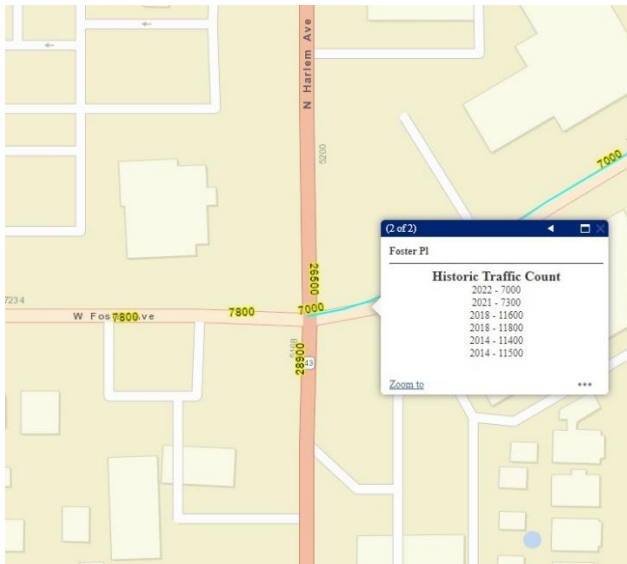 N Harlem Ave
5200
7000
(2 of 2)
Foster Pl
Historic Traffic Count
2022 - 7000
2021 - 7300
2018 - 11600
2018 - 11800
2014 - 11400
2014 - 11500
Zoom to
26500
7234
7800
7000
W Fos 7800 ve
5168
28900
43